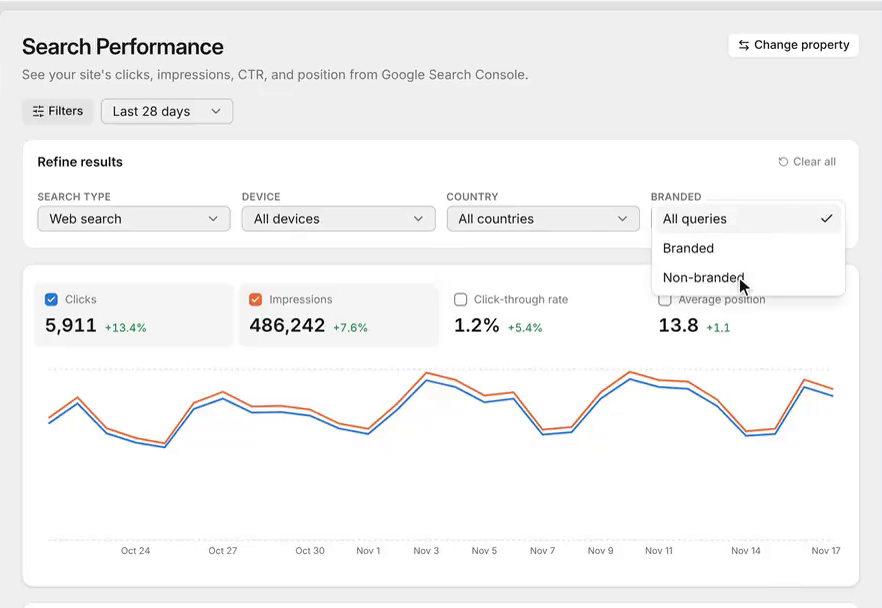 Search Performance
Change property
See your site's clicks, impressions, CTR, and position from Google Search Console.
Filters
Last 28 days
Refine results
Clear all
SEARCH TYPE
DEVICE
COUNTRY
BRANDED
Web search
All devices
All countries
All queries
Branded
Non-branded
Clicks
Impressions
Click-through rate
Average position
5,911 +13.4%
486,242 +7.6%
1.2% +5.4%
13.8 +1.1
Oct 24
Oct 27
Oct 30
Nov 1
Nov 3
Nov 5
Nov 7
Nov 9
Nov 11
Nov 14
Nov 17